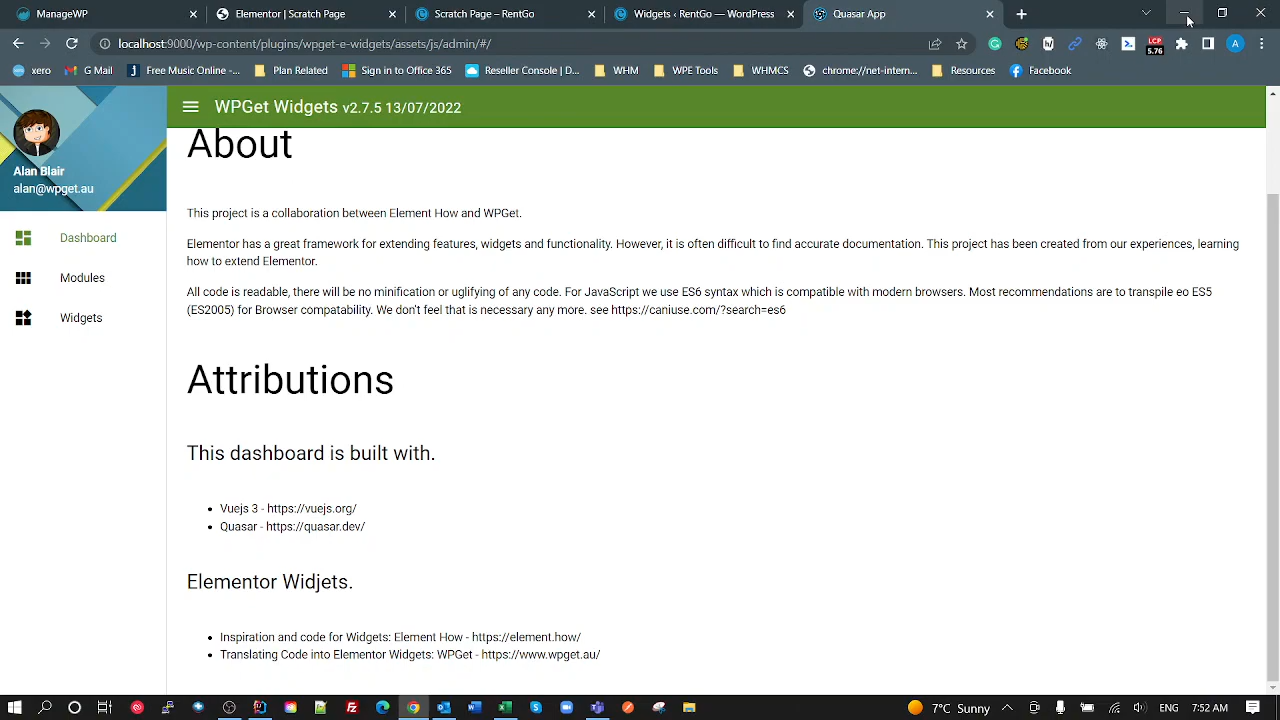 ManageWP
Elementor | Scratch Page
Scratch Page – RentGo
Widgets ‹ RentGo — WordPress
Quasar App
localhost:9000/wp-content/plugins/wpget-e-widgets/assets/js/admin/#/
LCP
5.76
A
xero
G Mail
Free Music Online -...
Plan Related
Sign in to Office 365
Reseller Console | D...
WHM
WPE Tools
WHMCS
chrome://net-intern...
Resources
Facebook
WPGet Widgets v2.7.5 13/07/2022
Alan Blair
alan@wpget.au
Dashboard
Modules
Widgets
About
This project is a collaboration between Element How and WPGet.
Elementor has a great framework for extending features, widgets and functionality. However, it is often difficult to find accurate documentation. This project has been created from our experiences, learning
how to extend Elementor.
All code is readable, there will be no minification or uglifying of any code. For JavaScript we use ES6 syntax which is compatible with modern browsers. Most recommendations are to transpile eo ES5
(ES2005) for Browser compatability. We don't feel that is necessary any more. see https://caniuse.com/?search=es6
Attributions
This dashboard is built with.
Vuejs 3 - https://vuejs.org/
Quasar - https://quasar.dev/
Elementor Widjets.
Inspiration and code for Widgets: Element How - https://element.how/
Translating Code into Elementor Widgets: WPGet - https://www.wpget.au/
7°C Sunny
ENG
7:52 AM